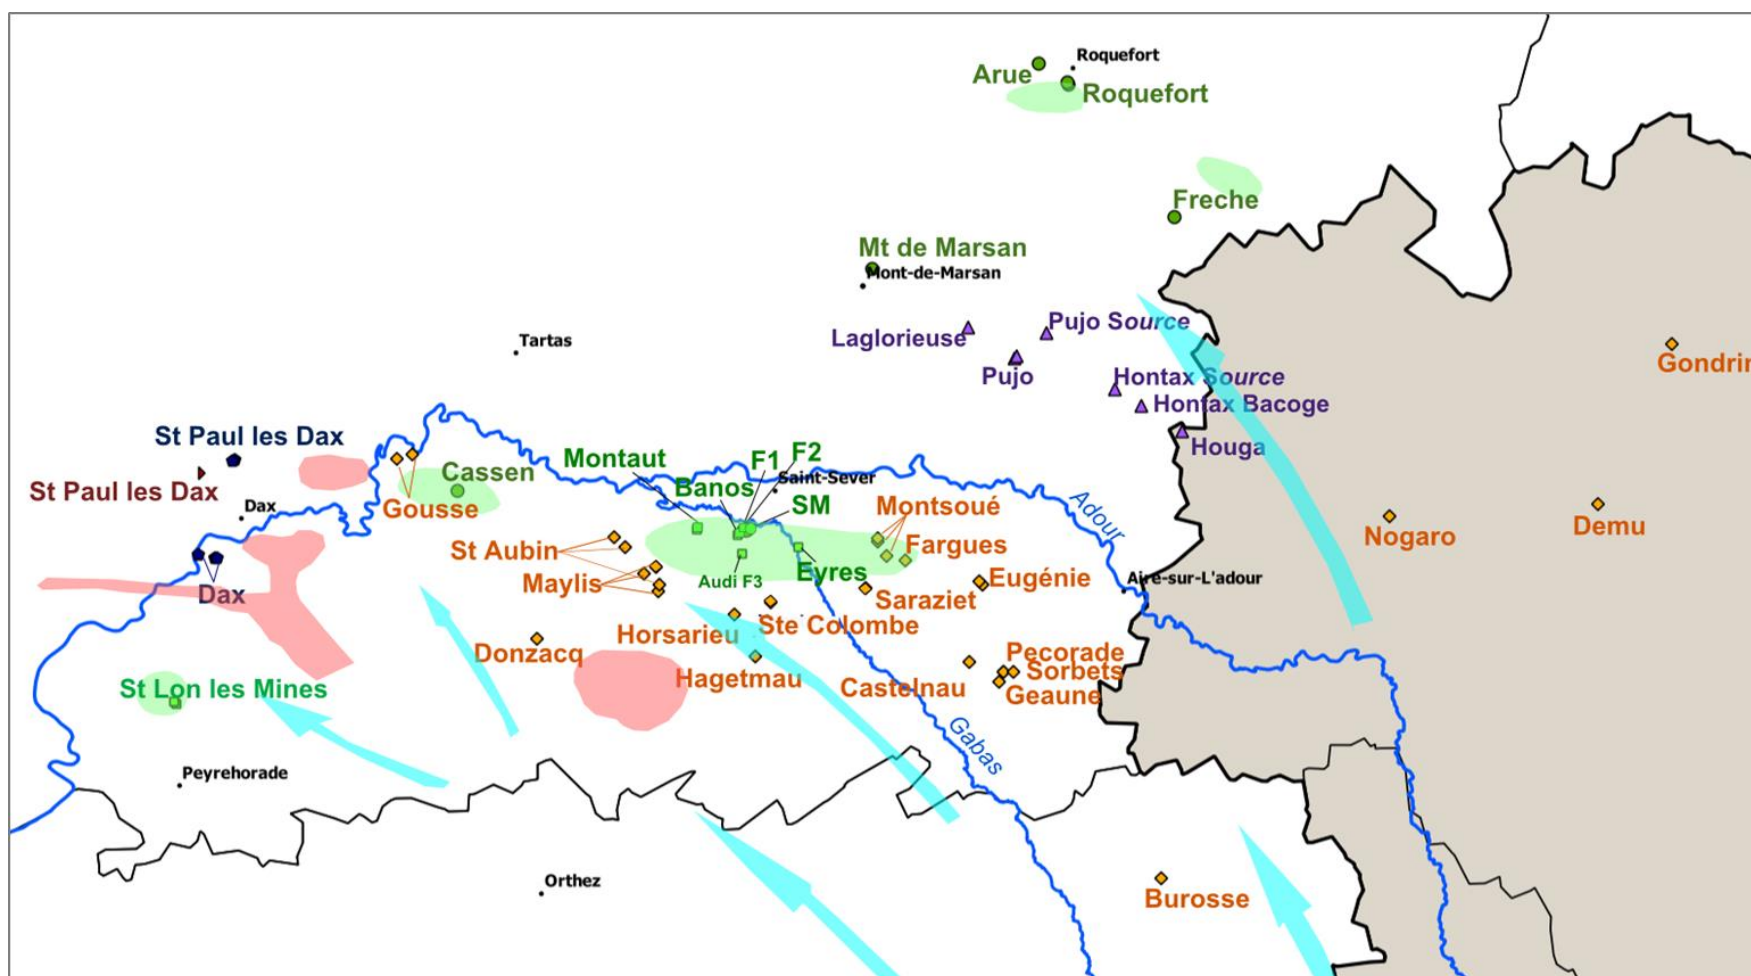 Roquefort
Arue
Roquefort
Freche
Mt de Marsan
Mont-de-Marsan
Pujo Source
Laglorieuse
Tartas
Pujo
Gondrin
Hontax Source
Hontax Bacoge
St Paul les Dax
Houga
Montaut
F1
F2
Cassen
Saint-Sever
St Paul les Dax
Banos
Dax
Gousse
SM
Montsoué
Adour
Nogaro
Demu
St Aubin
Fargues
Eyres
Maylis
Audi F3
Eugénie
Aire-sur-L'adour
Dax
Saraziet
Horsarieu
Ste Colombe
Donzacq
Pecorade
Sorbets
Hagetmau
Castelnau
Geaune
St Lon les Mines
Gabas
Peyrehorade
Orthez
Burosse